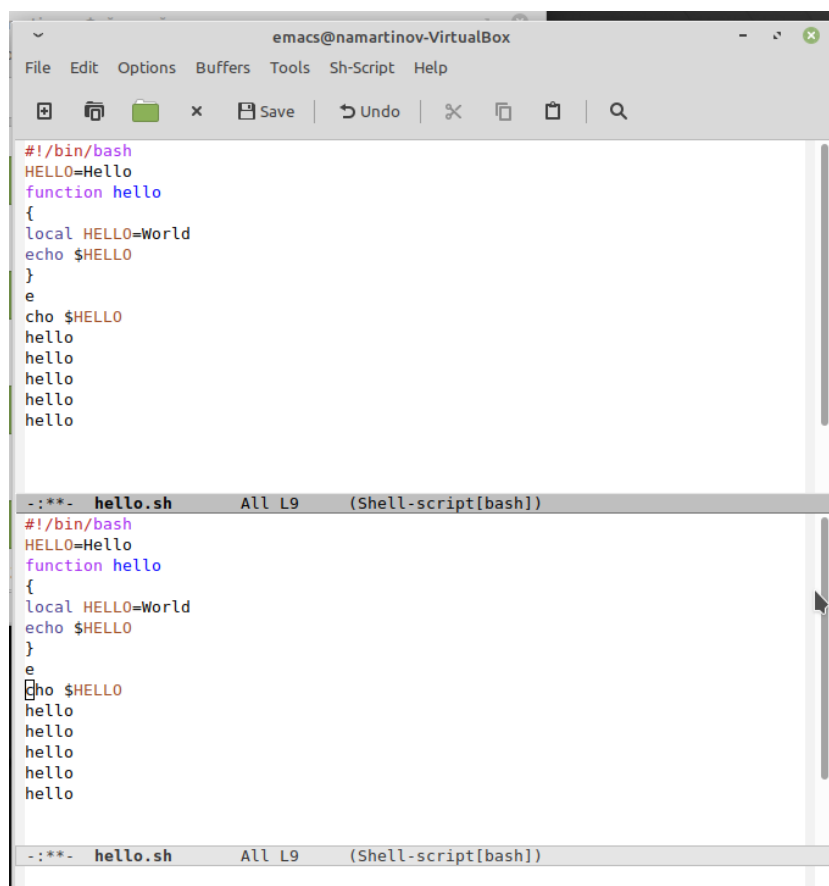 emacs@namartinov-VirtualBox
File Edit Options Buffers Tools Sh-Script Help
Save Undo
#!/bin/bash
HELLO=Hello
function hello
{
local HELLO=World
echo $HELLO
}
e
cho $HELLO
hello
hello
hello
hello
hello
-:**- hello.sh All L9 (Shell-script[bash])
#!/bin/bash
HELLO=Hello
function hello
{
local HELLO=World
echo $HELLO
}
e
cho $HELLO
hello
hello
hello
hello
hello
-:**- hello.sh All L9 (Shell-script[bash])